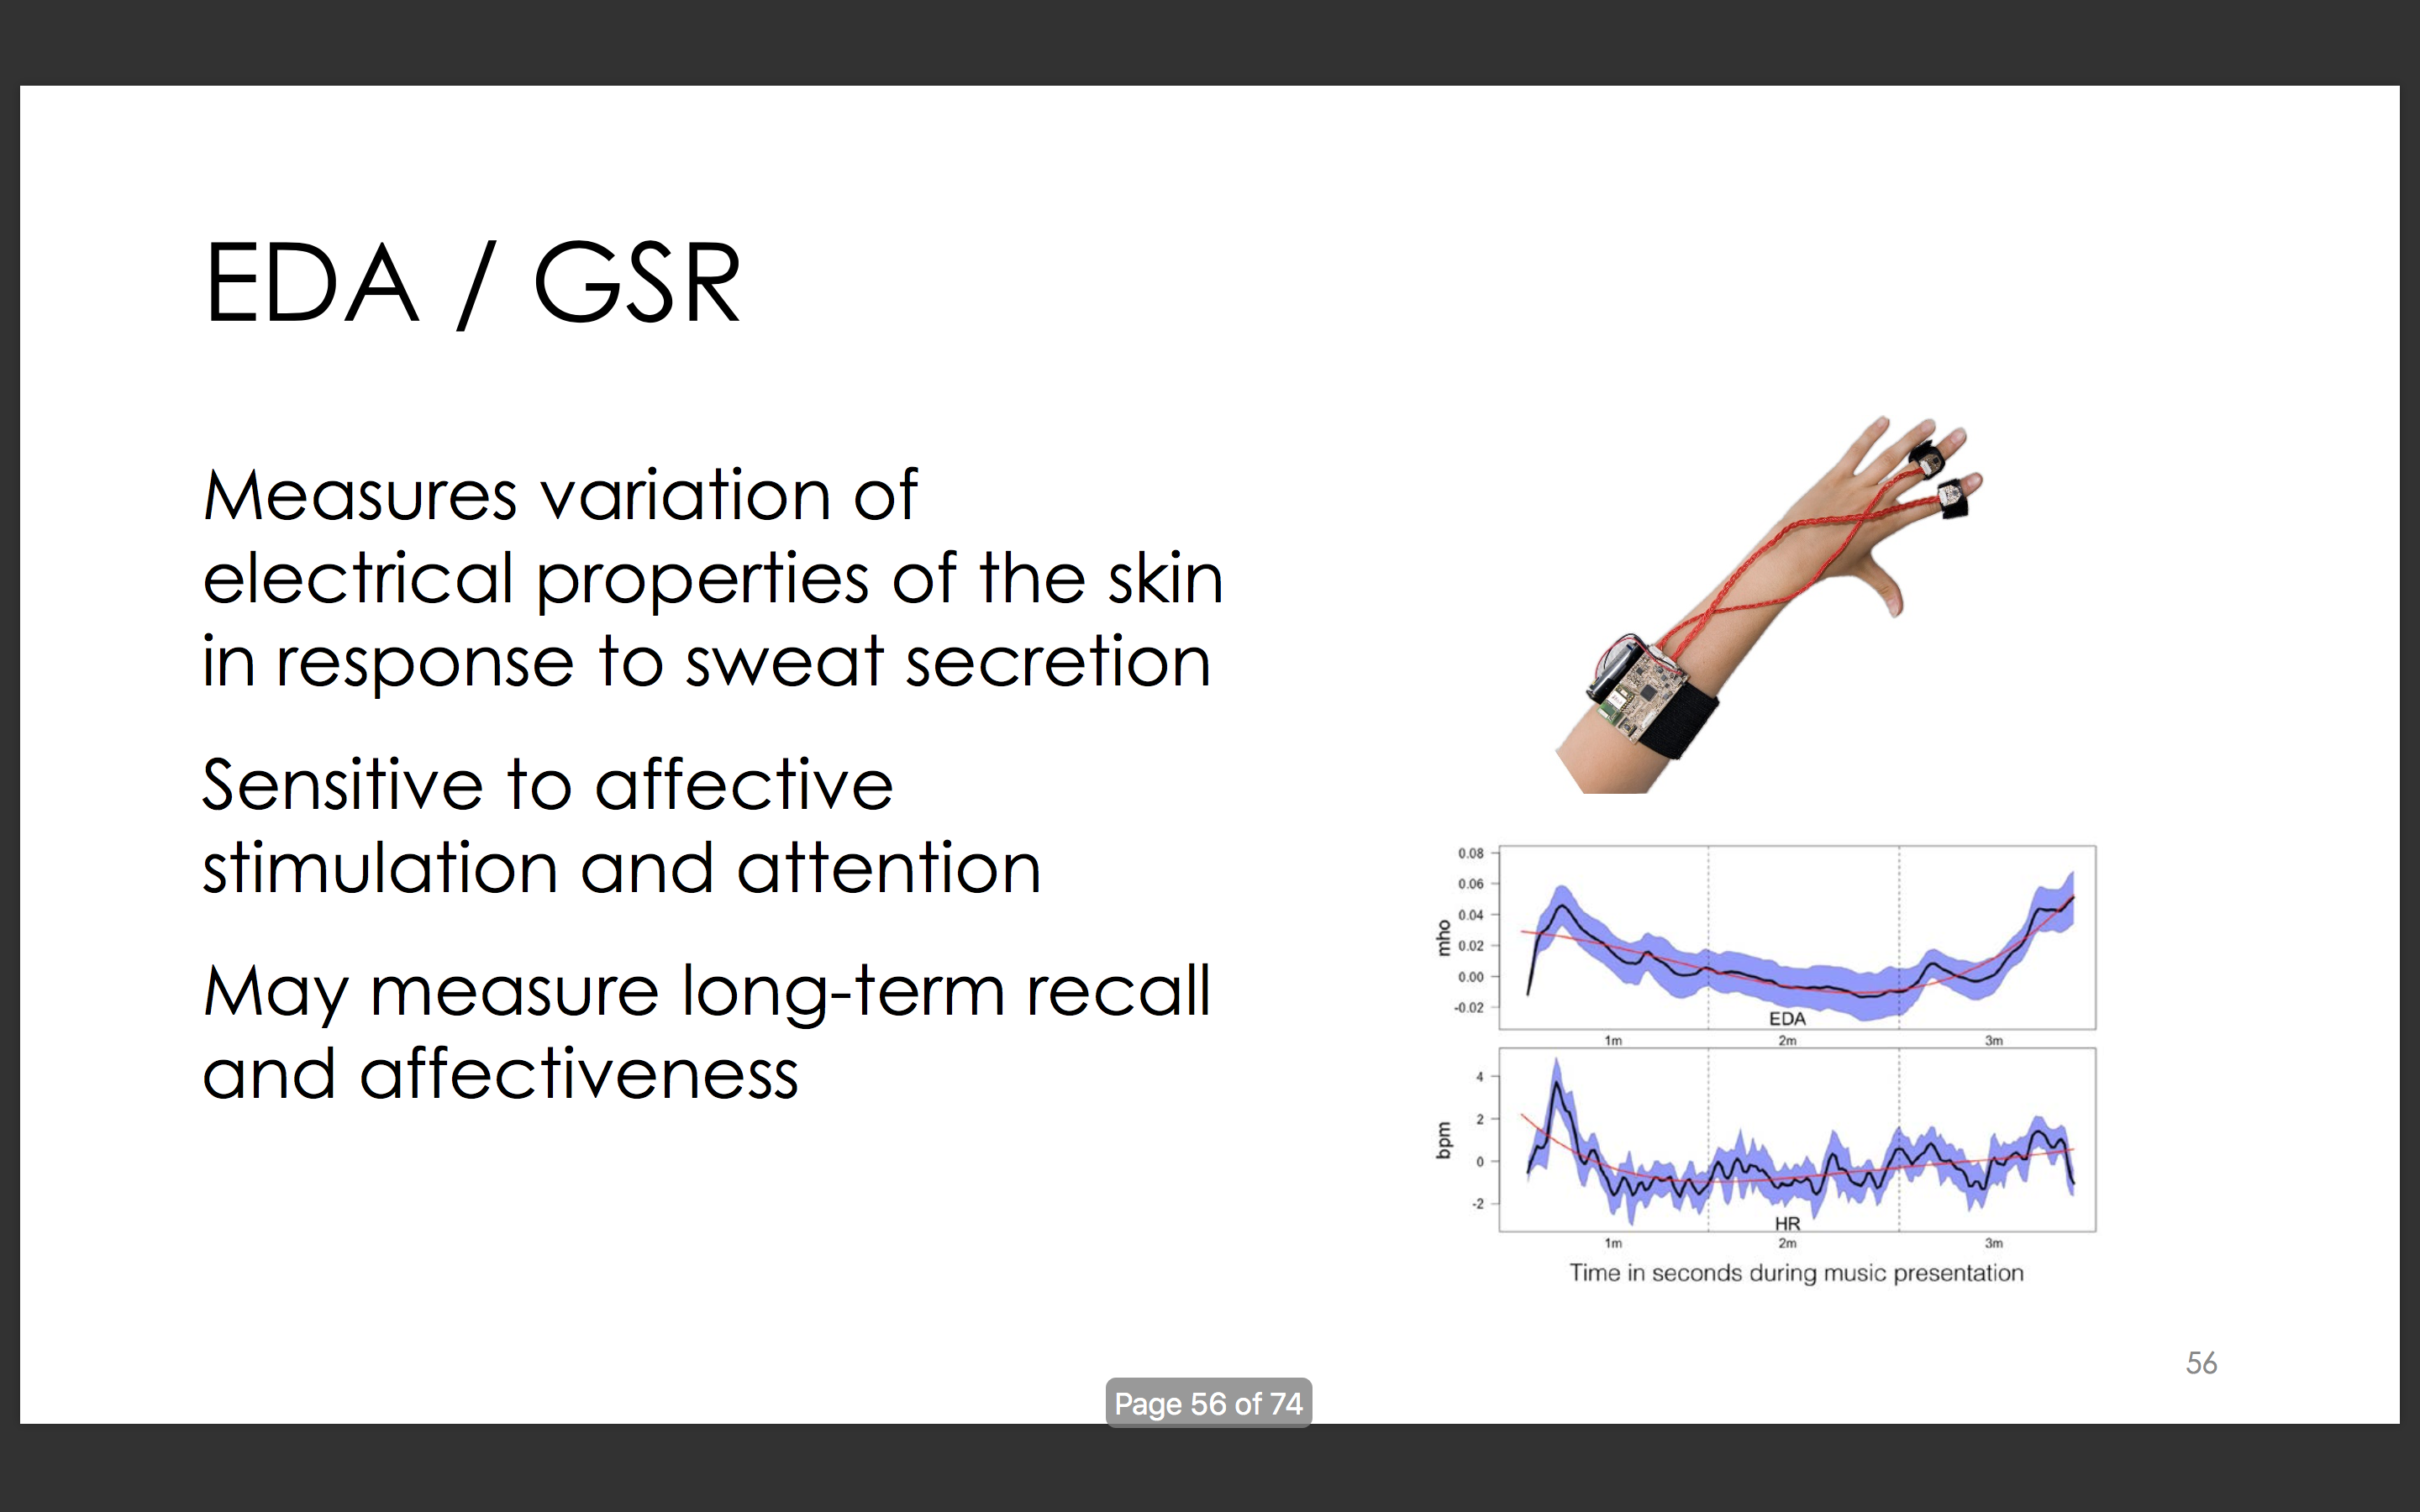 EDA / GSR
Measures variation of
electrical properties of the skin
in response to sweat secretion
Sensitive to affective
stimulation and attention
May measure long-term recall
and affectiveness
0.08
0.06
0.04
0.02
0.00
-0.02
mho
EDA
1m 2m 3m
4
2
0
-2
bpm
HR
1m 2m 3m
Time in seconds during music presentation
56
Page 56 of 74